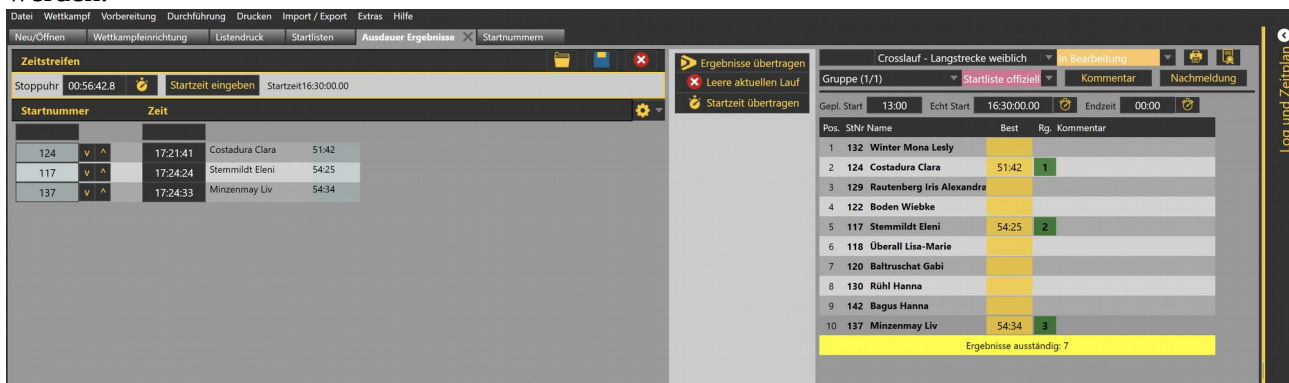 Datei Wettkampf Vorbereitung Durchführung Drucken Import / Export Extras Hilfe
Neu/Öffnen Wettkampfeinrichtung Listendruck Startlisten Ausdauer Ergebnisse Startnummern
Zeitstreifen
Stoppuhr 00:56:42.8 Startzeit eingeben Startzeit16:30:00.00
Startnummer Zeit
124 v ^ 17:21:41 Costadura Clara 51:42
117 v ^ 17:24:24 Stemmildt Eleni 54:25
137 v ^ 17:24:33 Minzenmay Liv 54:34
Ergebnisse übertragen
Leere aktuellen Lauf
Startzeit übertragen
Crosslauf - Langstrecke weiblich In Bearbeitung
Gruppe (1/1) Startliste offiziell Kommentar Nachmeldung
Gepl. Start 13:00 Echt Start 16:30:00.00 Endzeit 00:00
Pos. StNr Name Best Rg. Kommentar
1 132 Winter Mona Lesly
2 124 Costadura Clara 51:42 1
3 129 Rautenberg Iris Alexandra
4 122 Boden Wiebke
5 117 Stemmildt Eleni 54:25 2
6 118 Überall Lisa-Marie
7 120 Baltruschat Gabi
8 130 Rühl Hanna
9 142 Bagus Hanna
10 137 Minzenmay Liv 54:34 3
Ergebnisse ausständig: 7
Log und Zeitplan